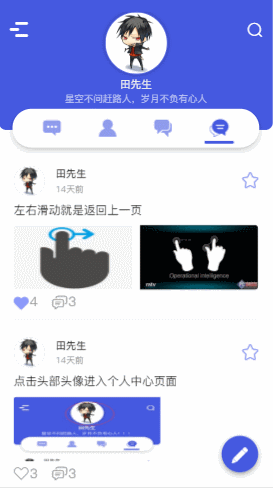 田先生
星空不问赶路人，岁月不负有心人
田先生
14天前
左右滑动就是返回上一页
Operational intelligence
4
3
田先生
14天前
点击头部头像进入个人中心页面
3
3